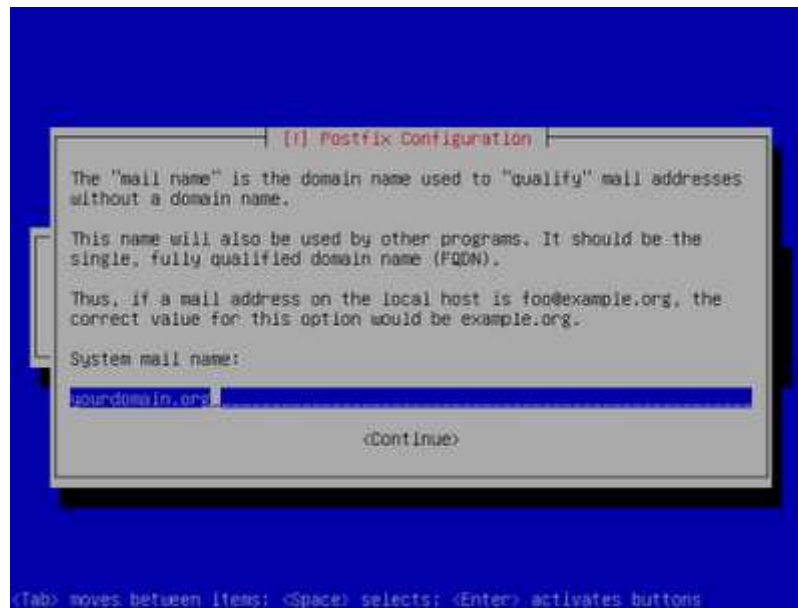 [!] Postfix Configuration
The "mail name" is the domain name used to "qualify" mail addresses
without a domain name.
This name will also be used by other programs. It should be the
single, fully qualified domain name (FQDN).
Thus, if a mail address on the local host is foo@example.org, the
correct value for this option would be example.org.
System mail name:
yourdomain.org
<Continue>
<Tab> moves between items; <Space> selects; <Enter> activates buttons